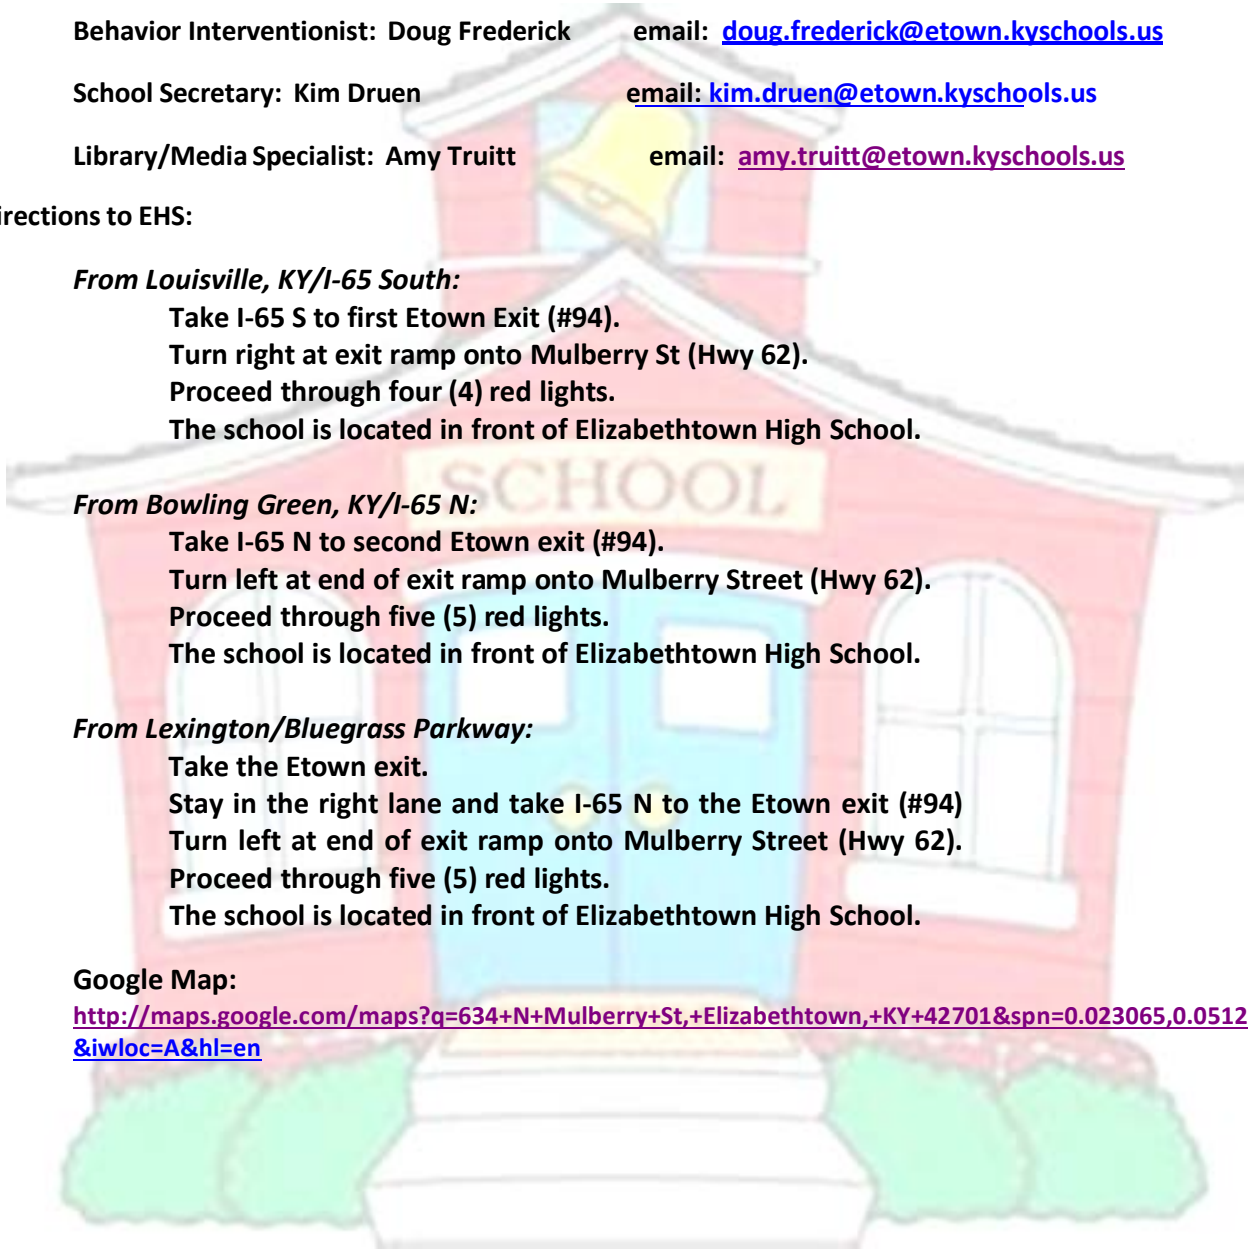 Behavior Interventionist: Doug Frederick email: doug.frederick@etown.kyschools.us
School Secretary: Kim Druen email: kim.druen@etown.kyschools.us
Library/Media Specialist: Amy Truitt email: amy.truitt@etown.kyschools.us
irections to EHS:
From Louisville, KY/I-65 South:
Take I-65 S to first Etown Exit (#94).
Turn right at exit ramp onto Mulberry St (Hwy 62).
Proceed through four (4) red lights.
The school is located in front of Elizabethtown High School.
SCHOOL
From Bowling Green, KY/I-65 N:
Take I-65 N to second Etown exit (#94).
Turn left at end of exit ramp onto Mulberry Street (Hwy 62).
Proceed through five (5) red lights.
The school is located in front of Elizabethtown High School.
From Lexington/Bluegrass Parkway:
Take the Etown exit.
Stay in the right lane and take I-65 N to the Etown exit (#94)
Turn left at end of exit ramp onto Mulberry Street (Hwy 62).
Proceed through five (5) red lights.
The school is located in front of Elizabethtown High School.
Google Map:
http://maps.google.com/maps?q=634+N+Mulberry+St,+Elizabethtown,+KY+42701&spn=0.023065,0.0512
&iwloc=A&hl=en